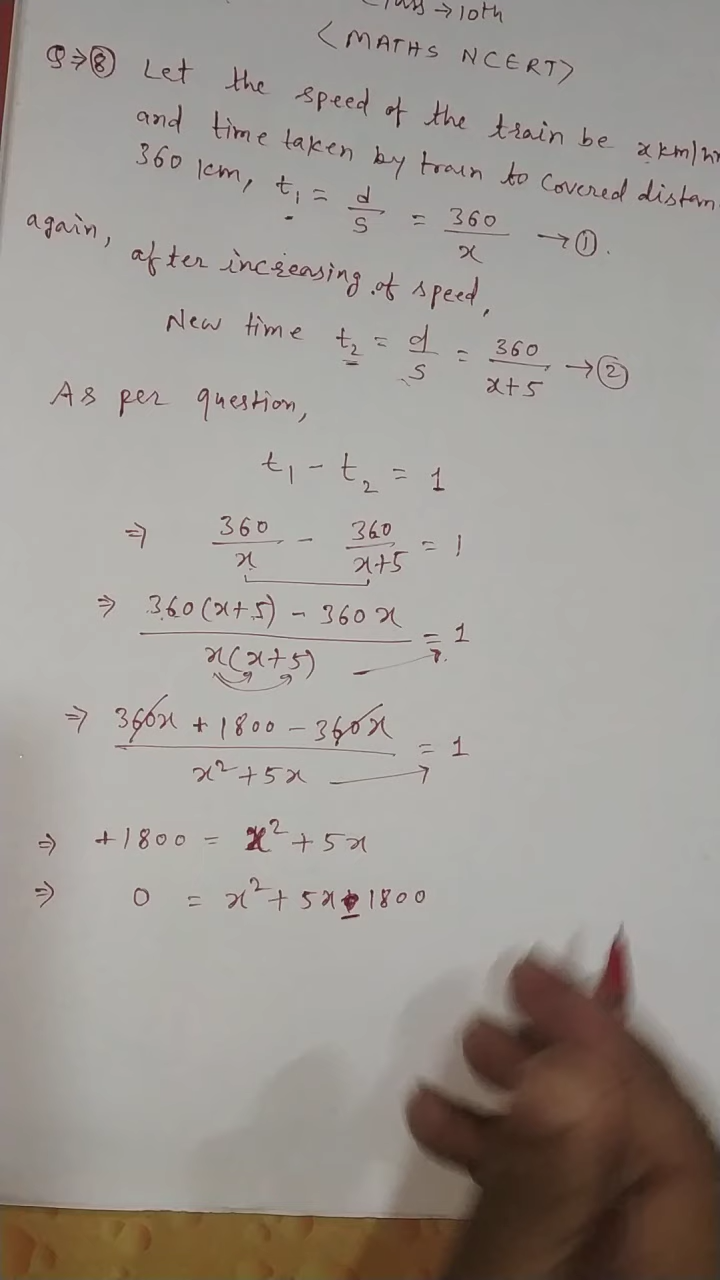 Class → 10th
<MATHS NCERT>
Q⇒ ⑧ Let the speed of the train be x km/hr
and time taken by train to covered distan
360 km, t₁ = d/s = 360/x → ①.
again, after increasing of speed,
New time t₂ = d/s = 360/(x+5) → ②
As per question,
t₁ - t₂ = 1
⇒ 360/x - 360/(x+5) = 1
⇒ (360(x+5) - 360x)/(x(x+5)) = 1
⇒ (360x + 1800 - 360x)/(x² + 5x) = 1
⇒ +1800 = x² + 5x
⇒ 0 = x² + 5x - 1800